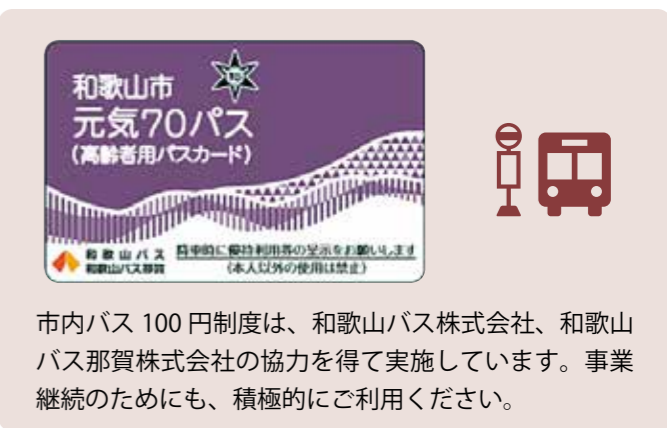 和歌山市
元気70パス
(高齢者用バスカード)
和歌山バス
和歌山バス那賀
降車時に優待利用券の呈示をお願いします
(本人以外の使用は禁止)
市内バス 100 円制度は、和歌山バス株式会社、和歌山
バス那賀株式会社の協力を得て実施しています。事業
継続のためにも、積極的にご利用ください。